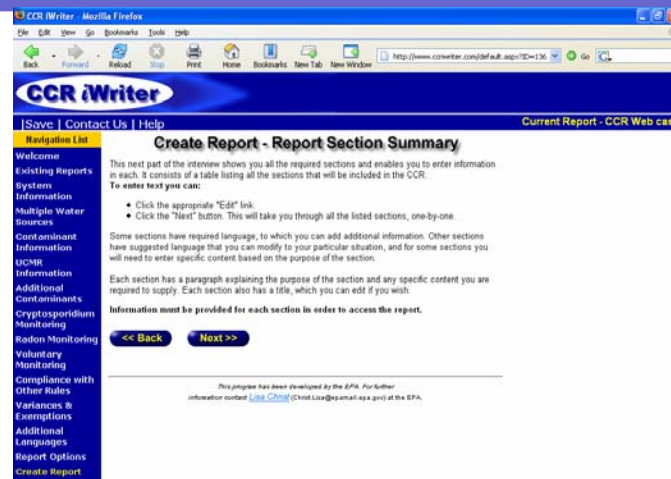 CCR iWriter - Mozilla Firefox
File Edit View Go Bookmarks Tools Help
Back Forward Reload Stop Print Home Bookmarks New Tab New Window http://www.ccriwriter.com/default.aspx?ID=136 Go
CCR iWriter
|Save | Contact Us | Help
Current Report - CCR Web cas
Navigation List
Welcome
Existing Reports
System
Information
Multiple Water
Sources
Contaminant
Information
UCMR
Information
Additional
Contaminants
Cryptosporidium
Monitoring
Radon Monitoring
Voluntary
Monitoring
Compliance with
Other Rules
Variances &
Exemptions
Additional
Languages
Report Options
Create Report
Create Report - Report Section Summary
This next part of the interview shows you all the required sections and enables you to enter information
in each. It consists of a table listing all the sections that will be included in the CCR.
To enter text you can:
• Click the appropriate "Edit" link.
• Click the "Next" button. This will take you through all the listed sections, one-by-one.
Some sections have required language, to which you can add additional information. Other sections
have suggested language that you can modify to your particular situation, and for some sections you
will need to enter specific content based on the purpose of the section.
Each section has a paragraph explaining the purpose of the section and any specific content you are
required to supply. Each section also has a title, which you can edit if you wish.
Information must be provided for each section in order to access the report.
<< Back Next >>
This program has been developed by the EPA. For further
information contact Lisa Christ (Christ.Lisa@epamail.epa.gov) at the EPA.